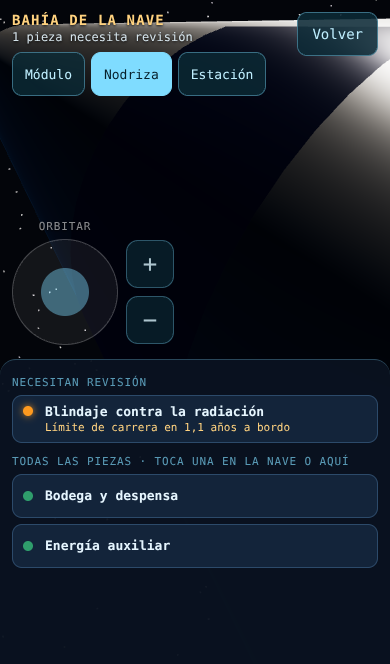 BAHÍA DE LA NAVE
1 pieza necesita revisión
Volver
Módulo
Nodriza
Estación
ORBITAR
+
−
NECESITAN REVISIÓN
Blindaje contra la radiación
Límite de carrera en 1,1 años a bordo
TODAS LAS PIEZAS · TOCA UNA EN LA NAVE O AQUÍ
Bodega y despensa
Energía auxiliar